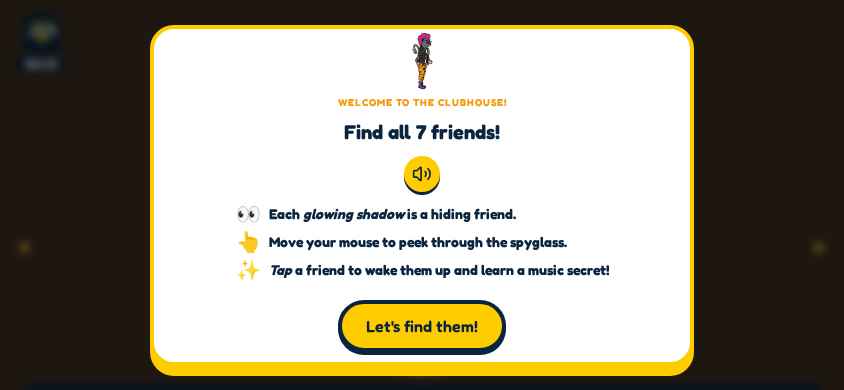 WELCOME TO THE CLUBHOUSE!
Find all 7 friends!
Each glowing shadow is a hiding friend.
Move your mouse to peek through the spyglass.
Tap a friend to wake them up and learn a music secret!
Let's find them!